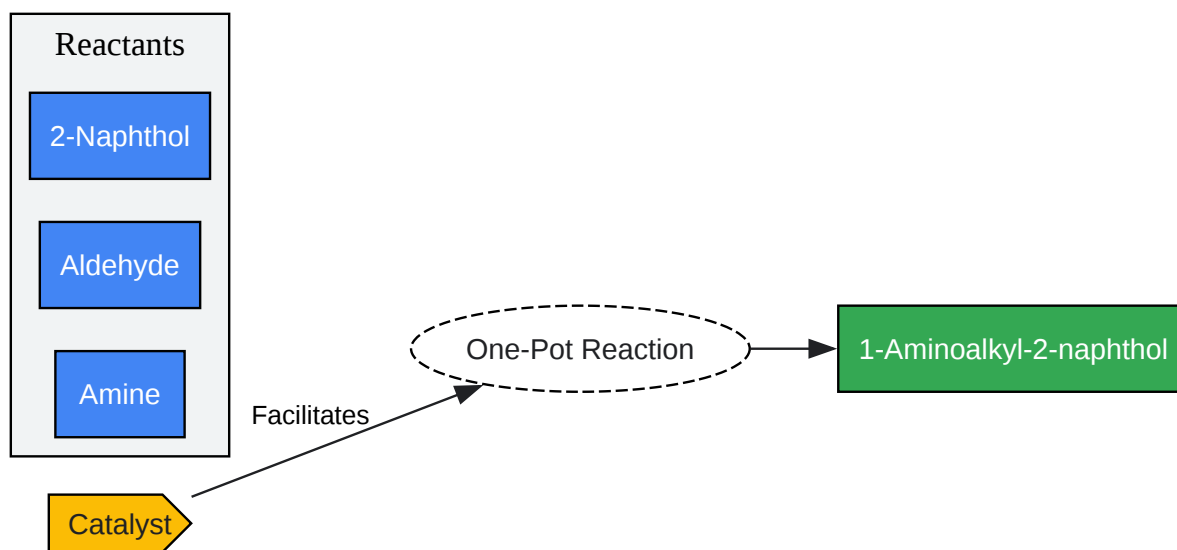 Reactants
2-Naphthol
Aldehyde
Amine
Catalyst
Facilitates
One-Pot Reaction
1-Aminoalkyl-2-naphthol